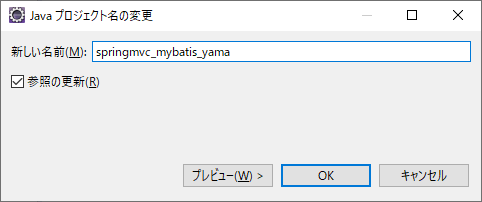 Java プロジェクト名の変更
新しい名前(M): springmvc_mybatis_yama
参照の更新(R)
プレビュー(W) > OK キャンセル